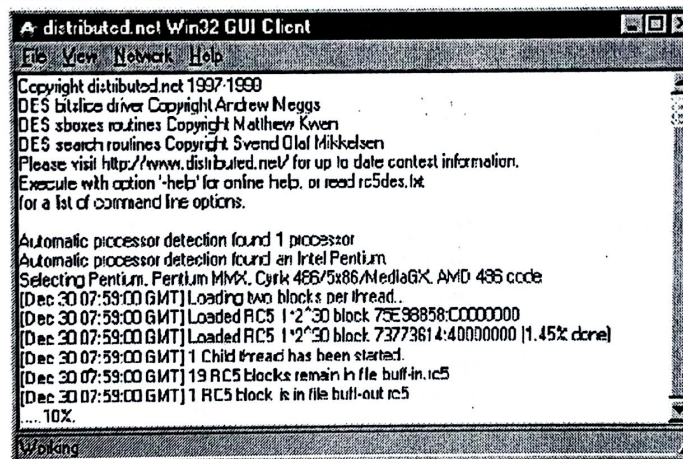 distributed.net Win32 GUI Client
File View Network Help
Copyright distributed.net 1997-1998
DES bitslice driver Copyright Andrew Meggs
DES sboxes routines Copyright Matthew Kwan
DES search routines Copyright Svend Olaf Mikkelsen
Please visit http://www.distributed.net/ for up to date contest information.
Execute with option '-help' for online help, or read rc5des.txt
for a list of command line options.
Automatic processor detection found 1 processor
Automatic processor detection found an Intel Pentium
Selecting Pentium, Pentium MMX, Cyrix 486/5x86/MediaGX, AMD 486 code
[Dec 30 07:59:00 GMT] Loading two blocks per thread..
[Dec 30 07:59:00 GMT] Loaded RC5 1*2^30 block 75E98858:C0000000
[Dec 30 07:59:00 GMT] Loaded RC5 1*2^30 block 73773614:40000000 (1.45% done)
[Dec 30 07:59:00 GMT] 1 Child thread has been started.
[Dec 30 07:59:00 GMT] 19 RC5 blocks remain in file buff-in.rc5
[Dec 30 07:59:00 GMT] 1 RC5 block is in file buff-out.rc5
....10%.
Working